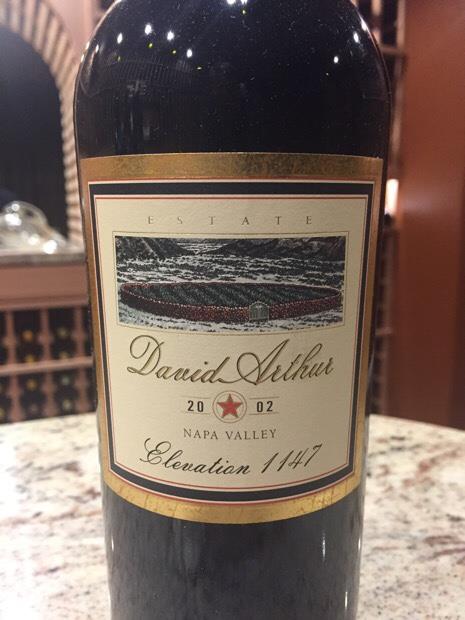 ESTATE
David Arthur
20 02
NAPA VALLEY
Elevation 1147